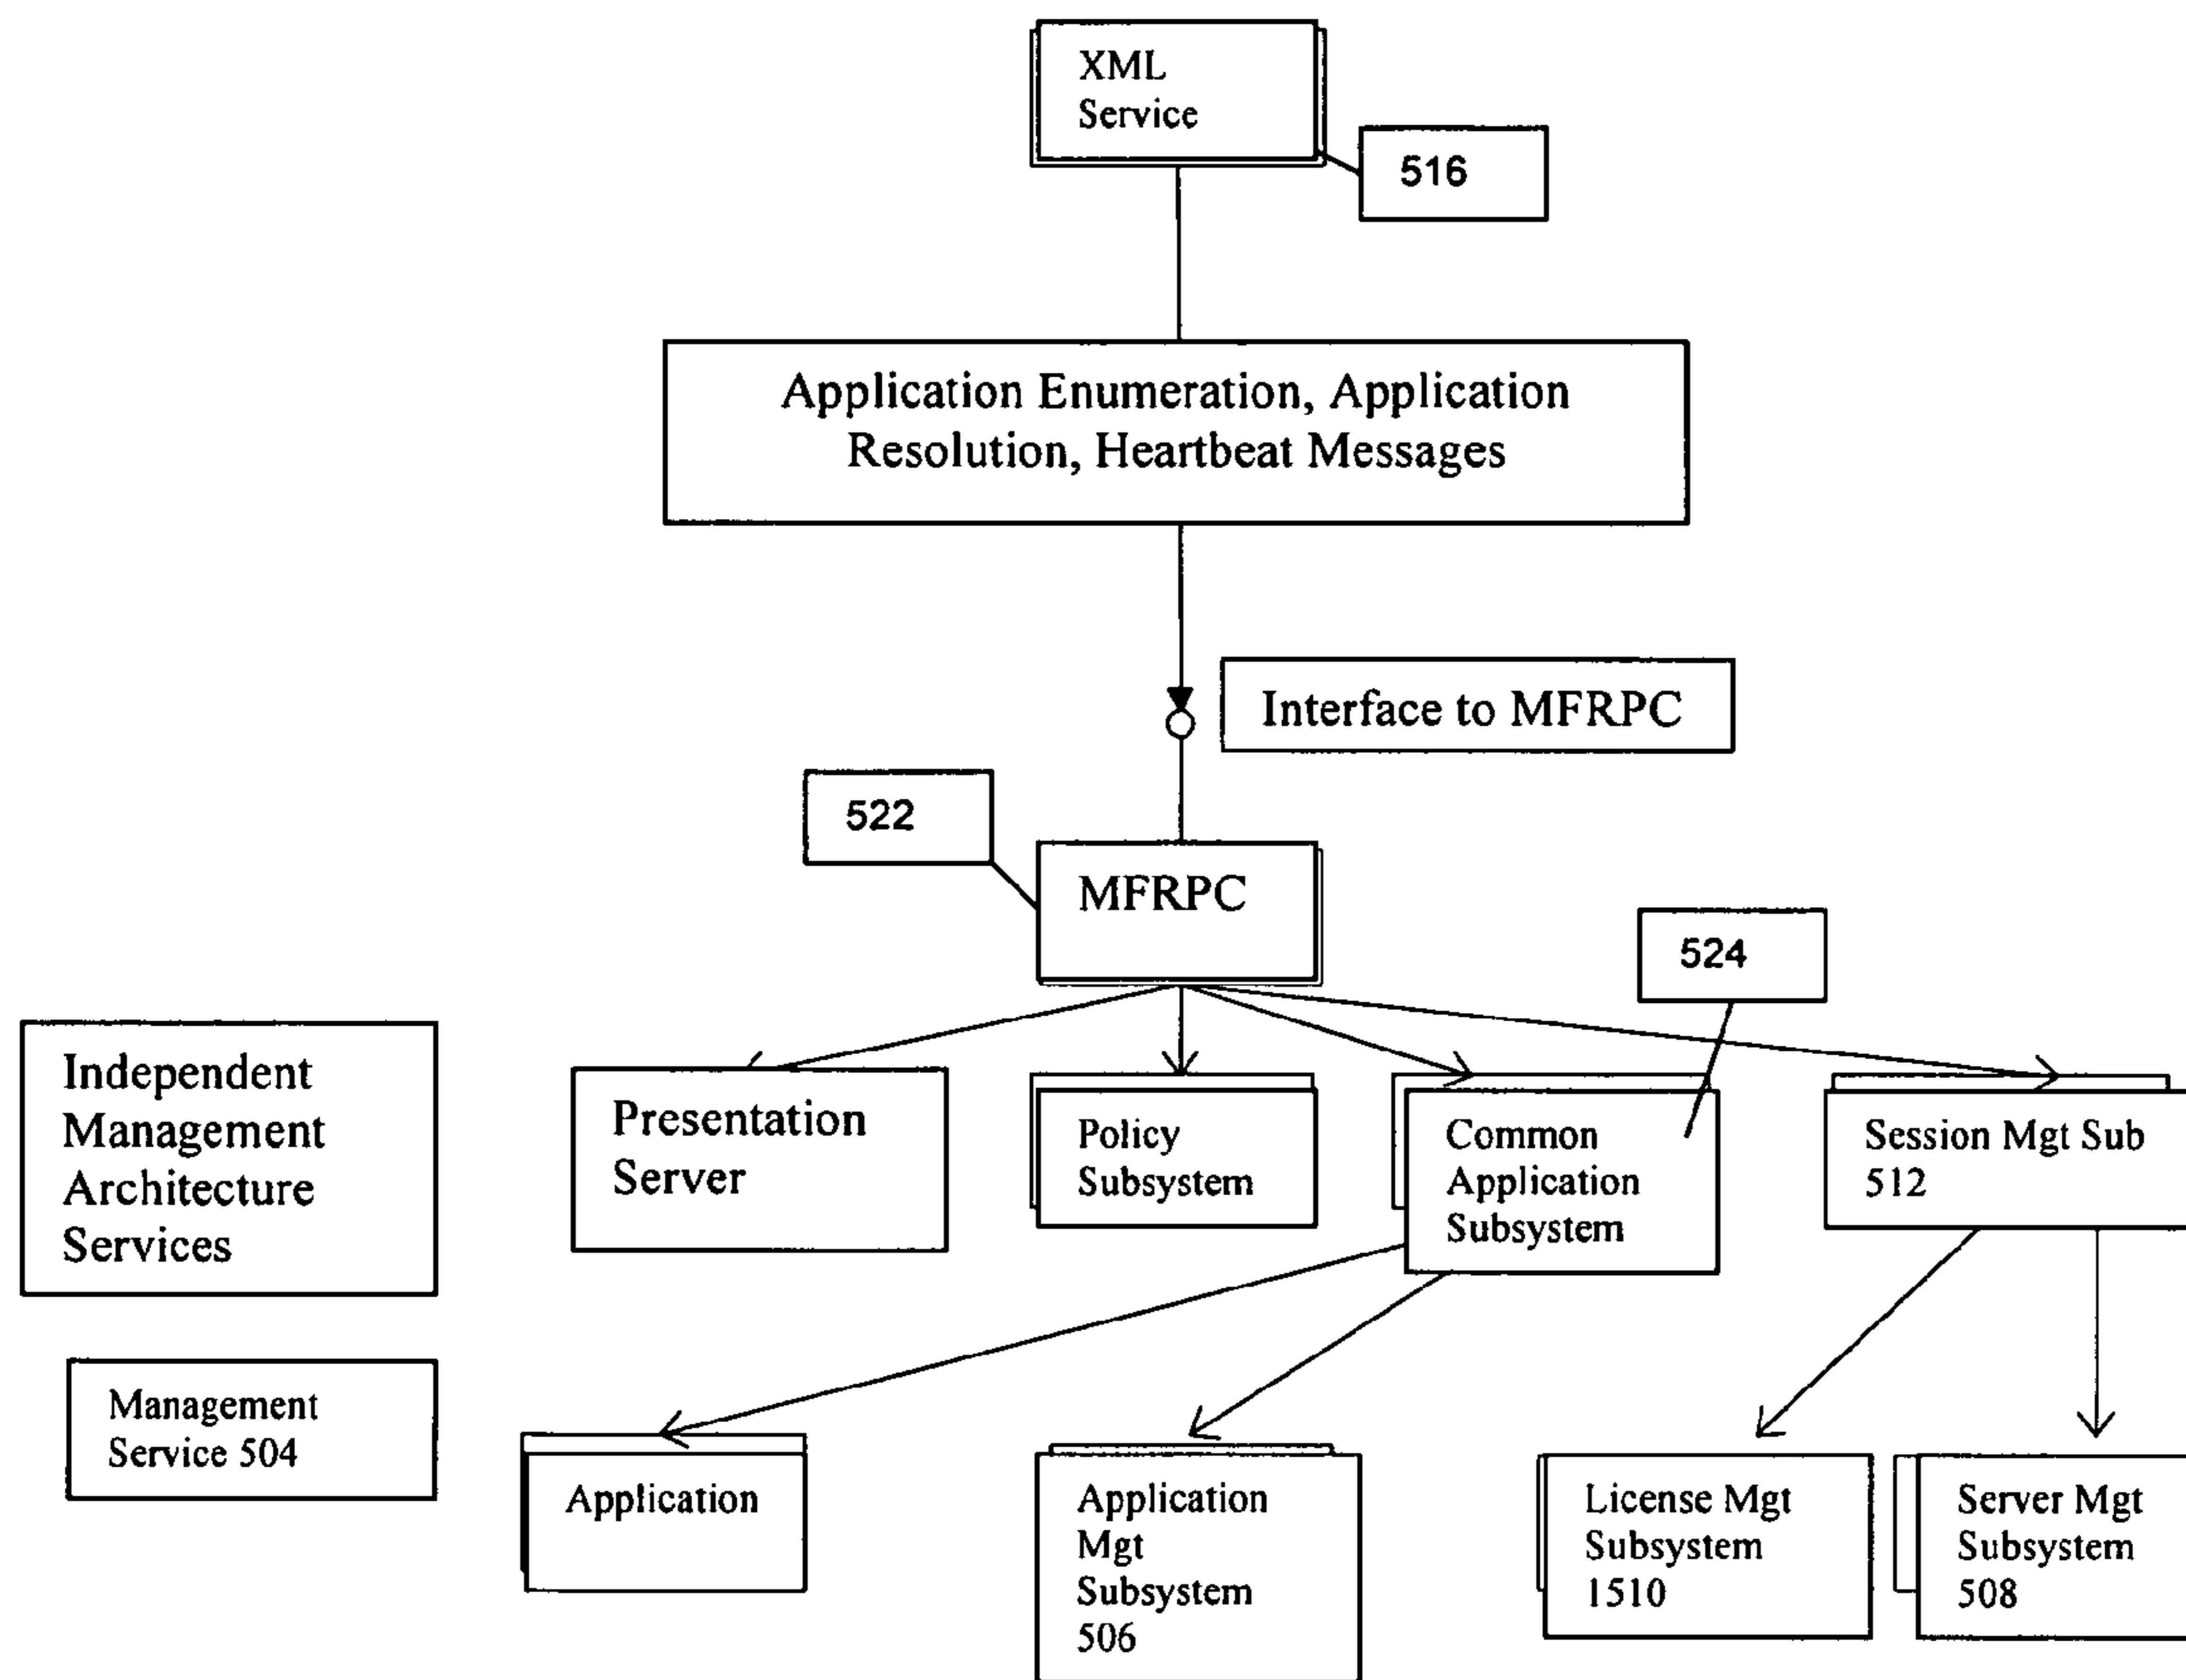 XML
Service
516
Application Enumeration, Application
Resolution, Heartbeat Messages
Interface to MFRPC
522
MFRPC
524
Independent
Management
Architecture
Services
Presentation
Server
Policy
Subsystem
Common
Application
Subsystem
Session Mgt Sub
512
Management
Service 504
Application
Application
Mgt
Subsystem
506
License Mgt
Subsystem
1510
Server Mgt
Subsystem
508